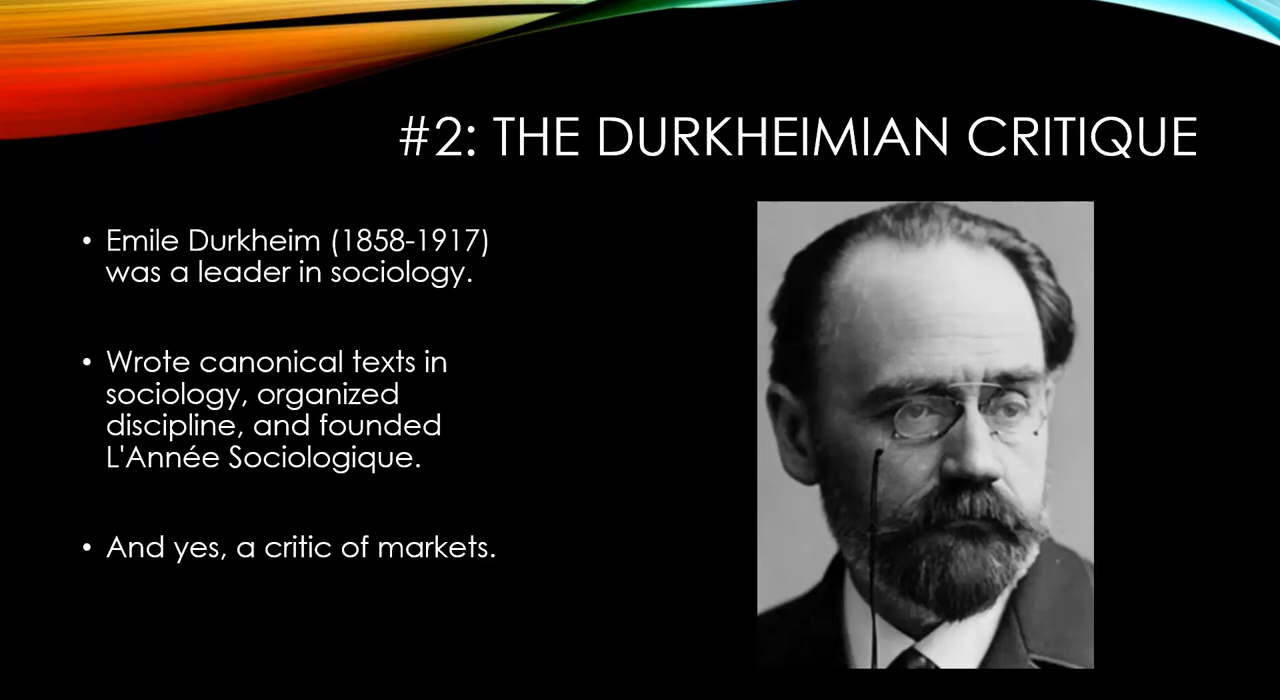 #2: THE DURKHEIMIAN CRITIQUE
• Emile Durkheim (1858-1917)
was a leader in sociology.
• Wrote canonical texts in
sociology, organized
discipline, and founded
L'Année Sociologique.
• And yes, a critic of markets.